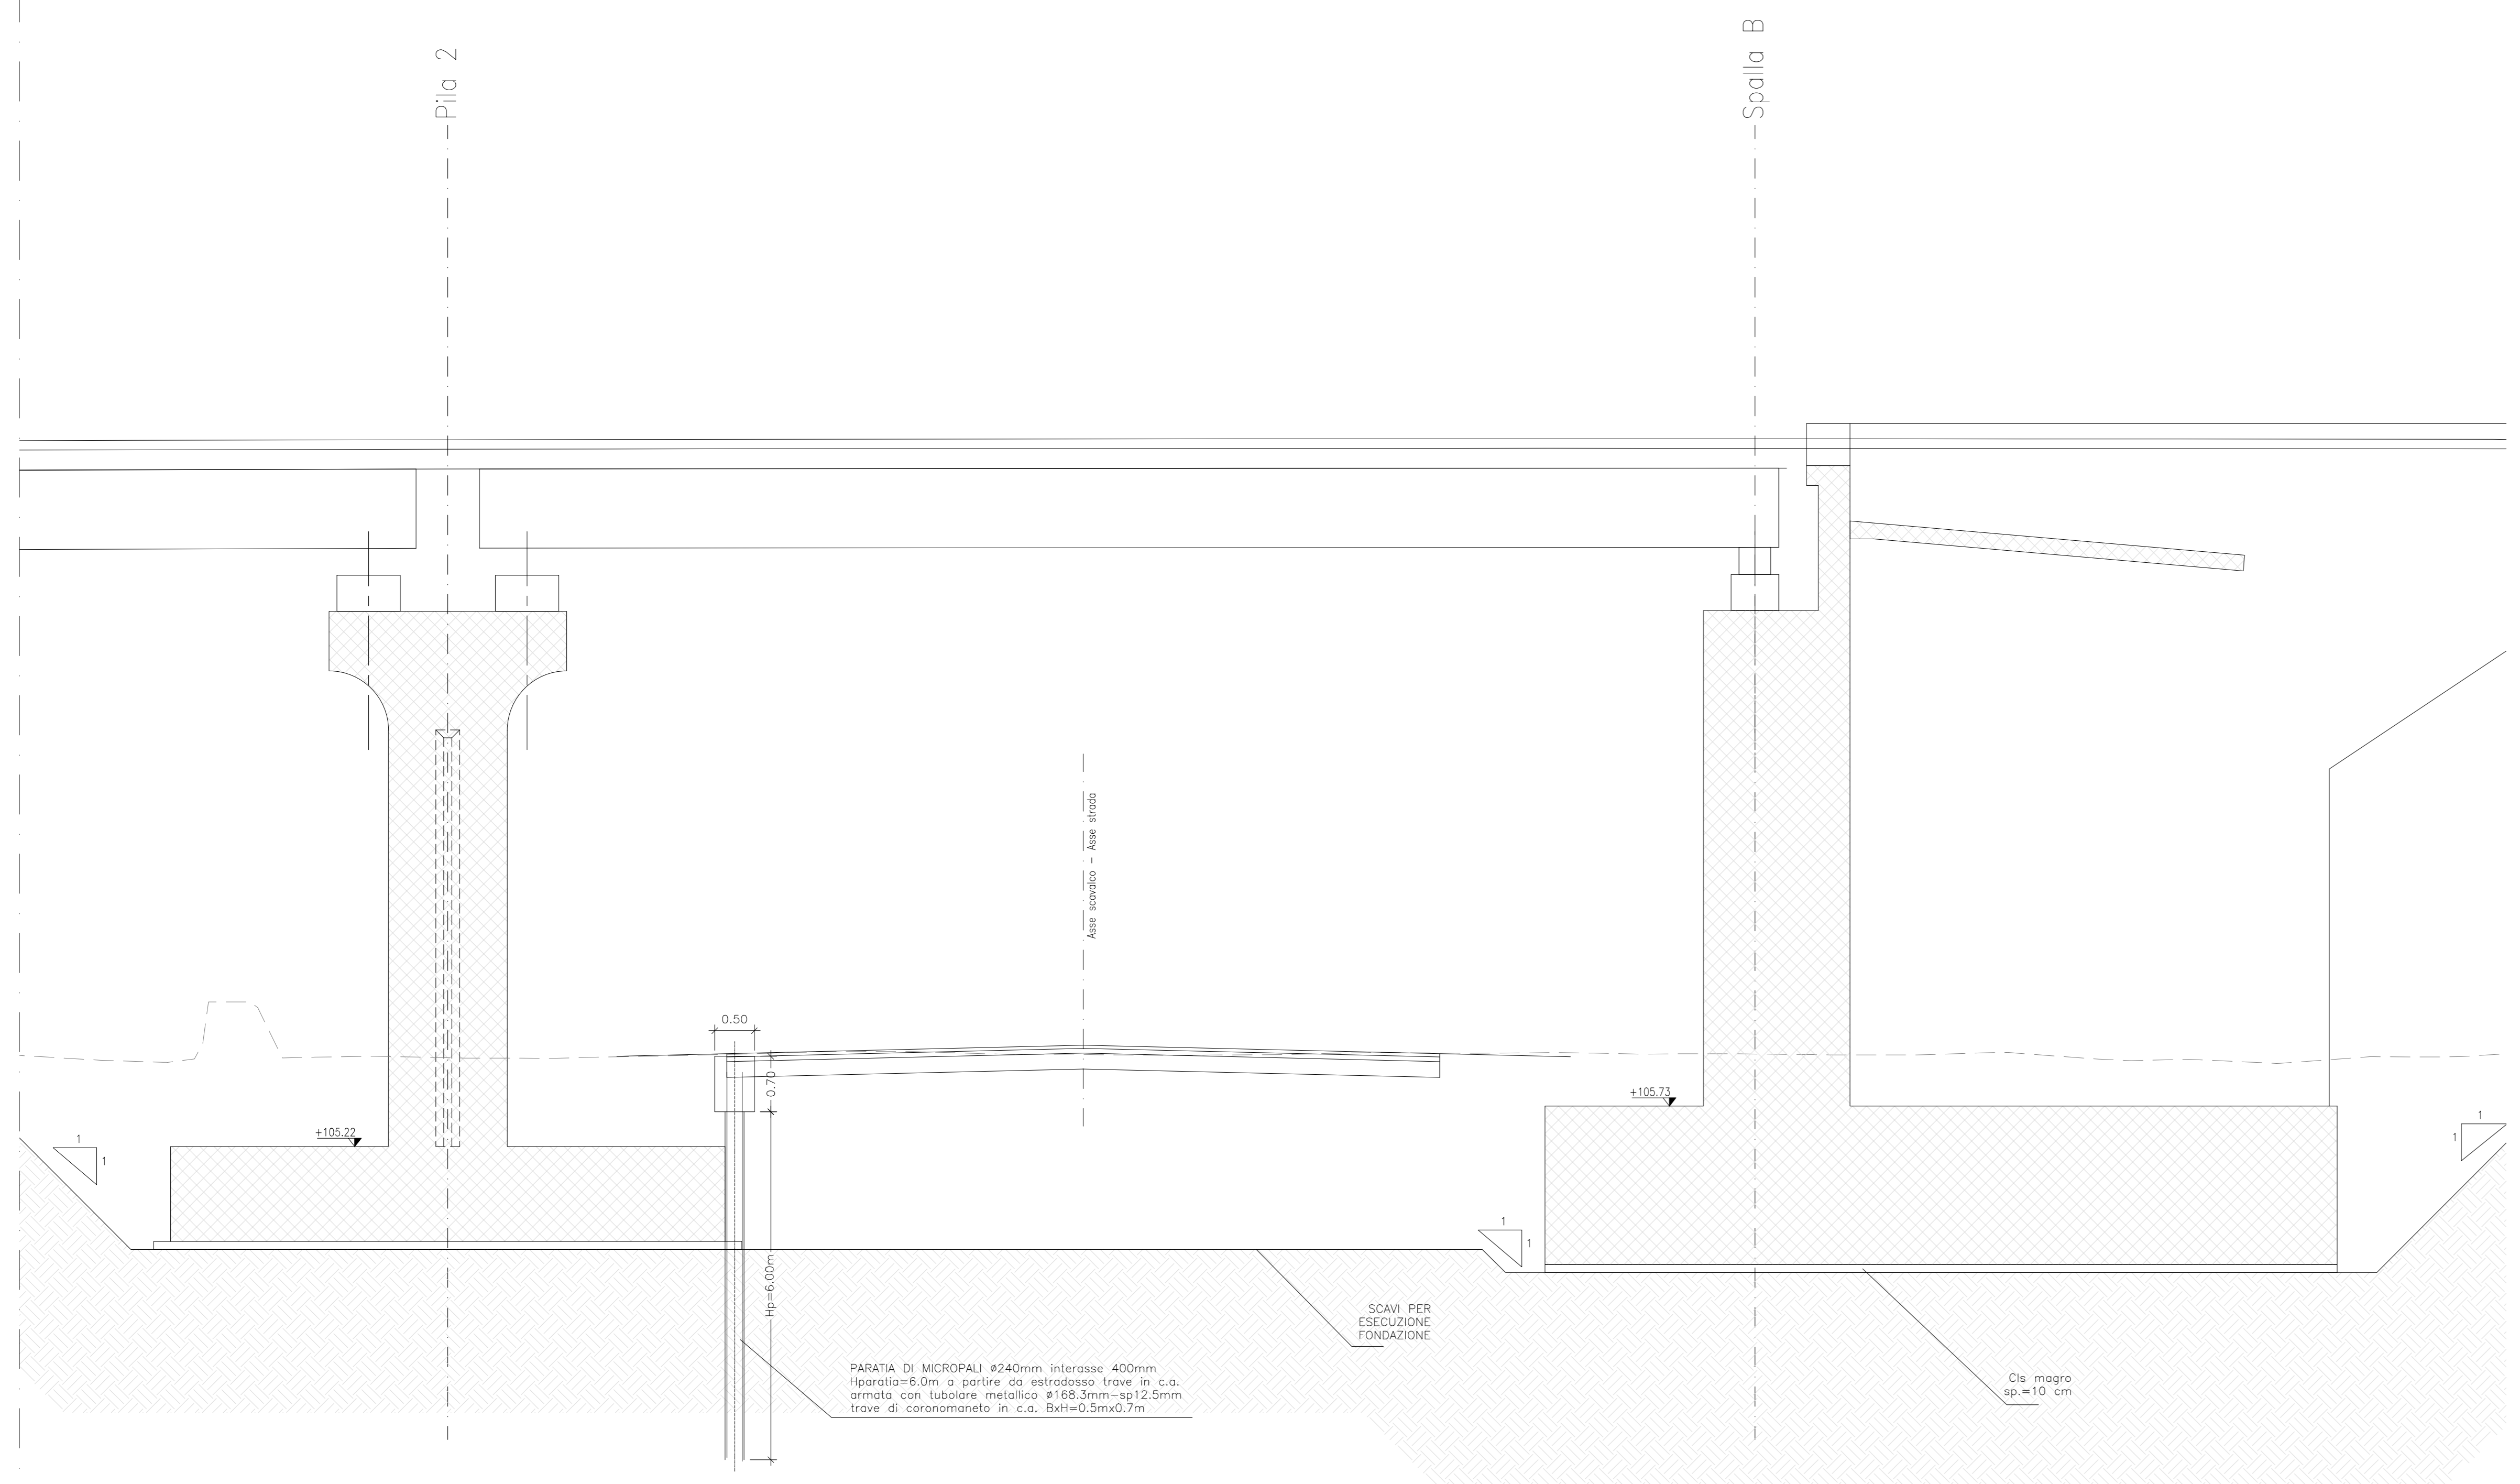 Pila 2
Spalla B
Asse scavalco - Asse strada
0.50
0.70
+105.22
+105.73
1
1
1
1
1
1
Hp=6.00m
SCAVI PER
ESECUZIONE
FONDAZIONE
PARATIA DI MICROPALI ø240mm interasse 400mm
Hparatia=6.0m a partire da estradosso trave in c.a.
armata con tubolare metallico ø168.3mm-sp12.5mm
trave di coronomaneto in c.a. BxH=0.5mx0.7m
Cls magro
sp.=10 cm